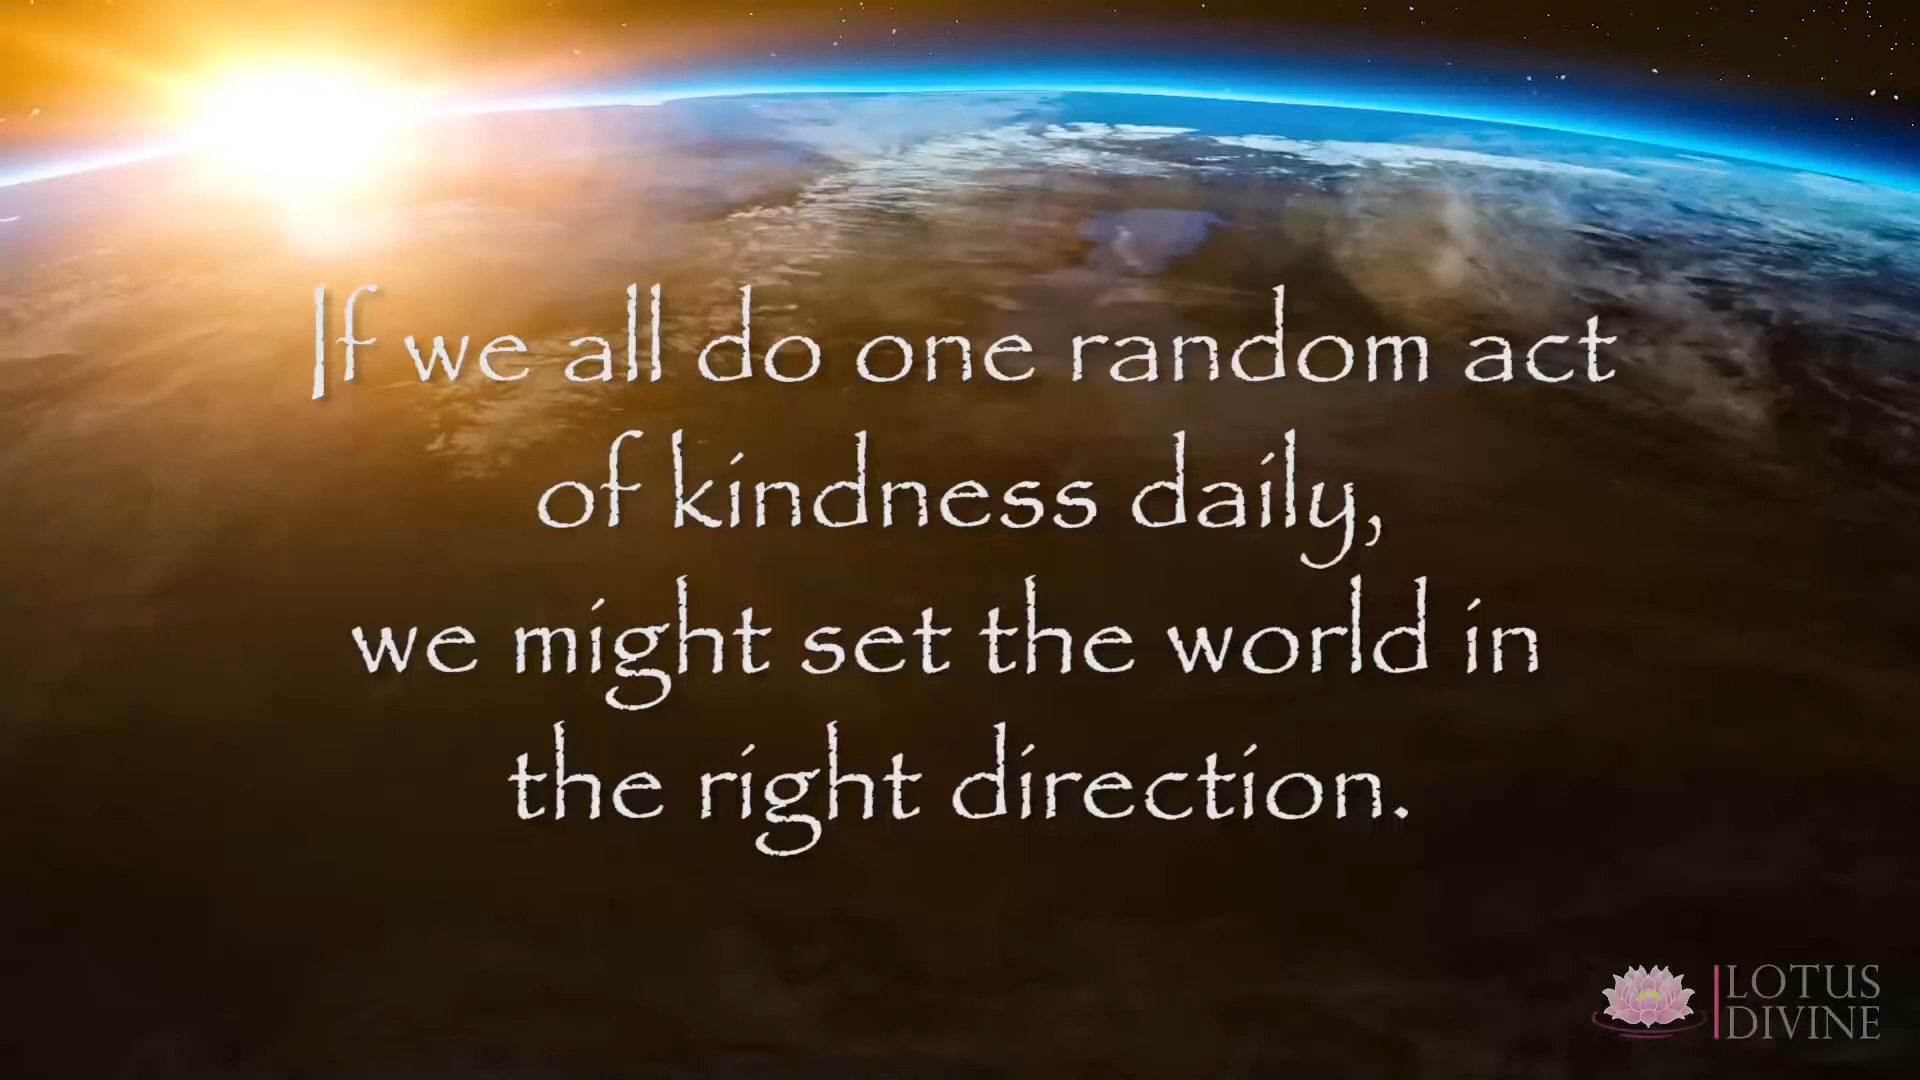 If we all do one random act
of kindness daily,
we might set the world in
the right direction.
LOTUS
DIVINE